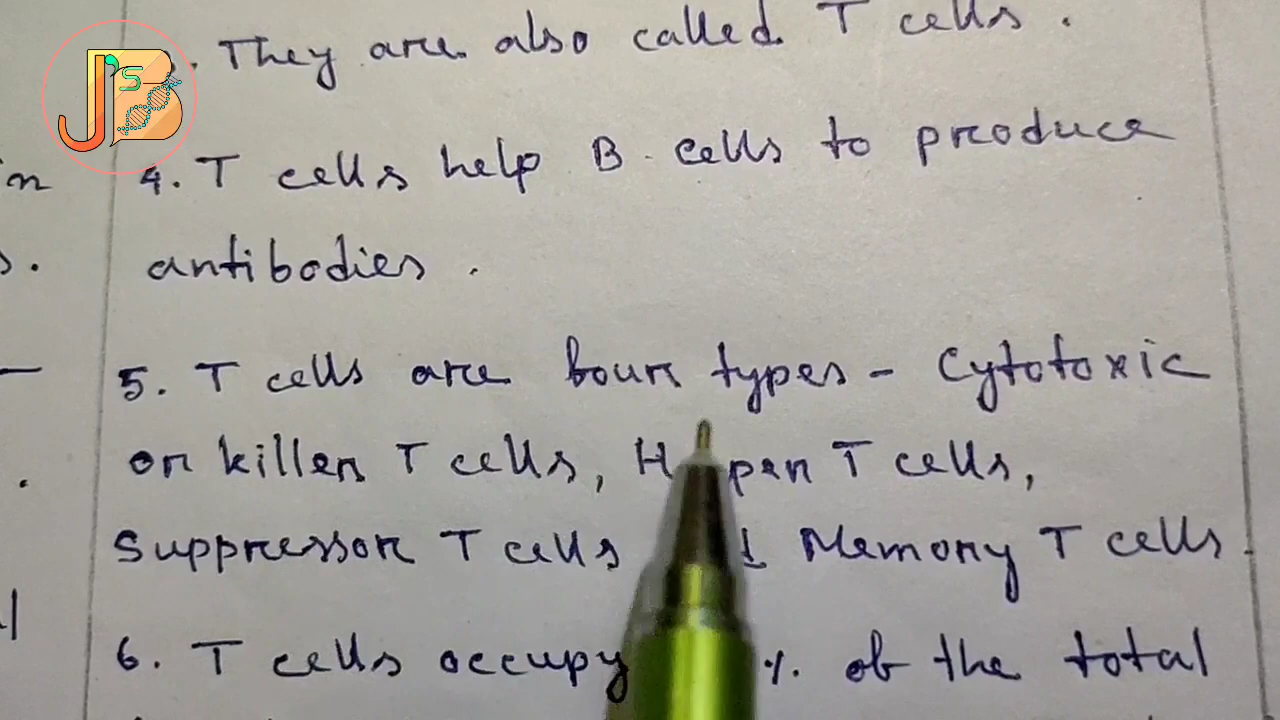 J's B
. They are also called T cells.
in
4. T cells help B cells to produce
s. antibodies.
5. T cells are four types - Cytotoxic
or killer T cells, T cells,
Suppressor T cells Memory T cells.
6. T cells occupy %. of the total